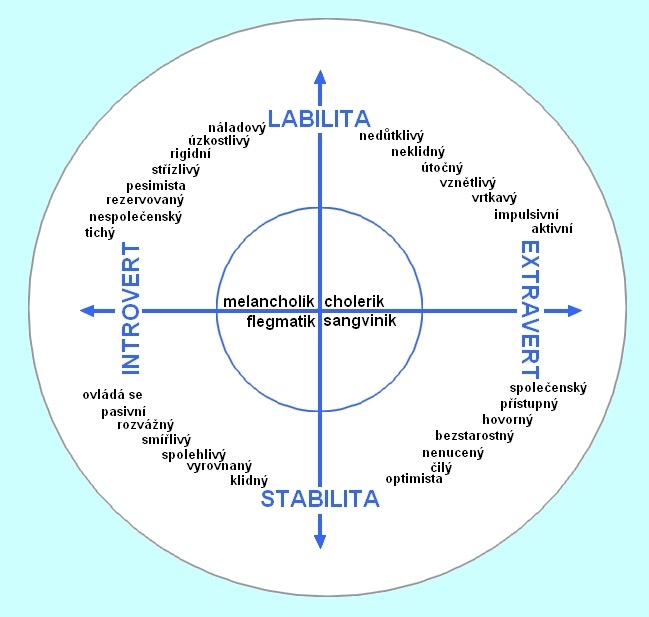 LABILITA
náladový
úzkostlivý
rigidní
střízlivý
pesimista
rezervovaný
nespolečenský
tichý
nedůtklivý
neklidný
útočný
vznětlivý
vrtkavý
impulsivní
aktivní
INTROVERT
EXTRAVERT
melancholík
cholerik
flegmatik
sangvinik
ovládá se
pasivní
rozvážný
smířlivý
spolehlivý
vyrovnaný
klidný
společenský
přístupný
hovorný
bezstarostný
nenucený
čilý
optimista
STABILITA